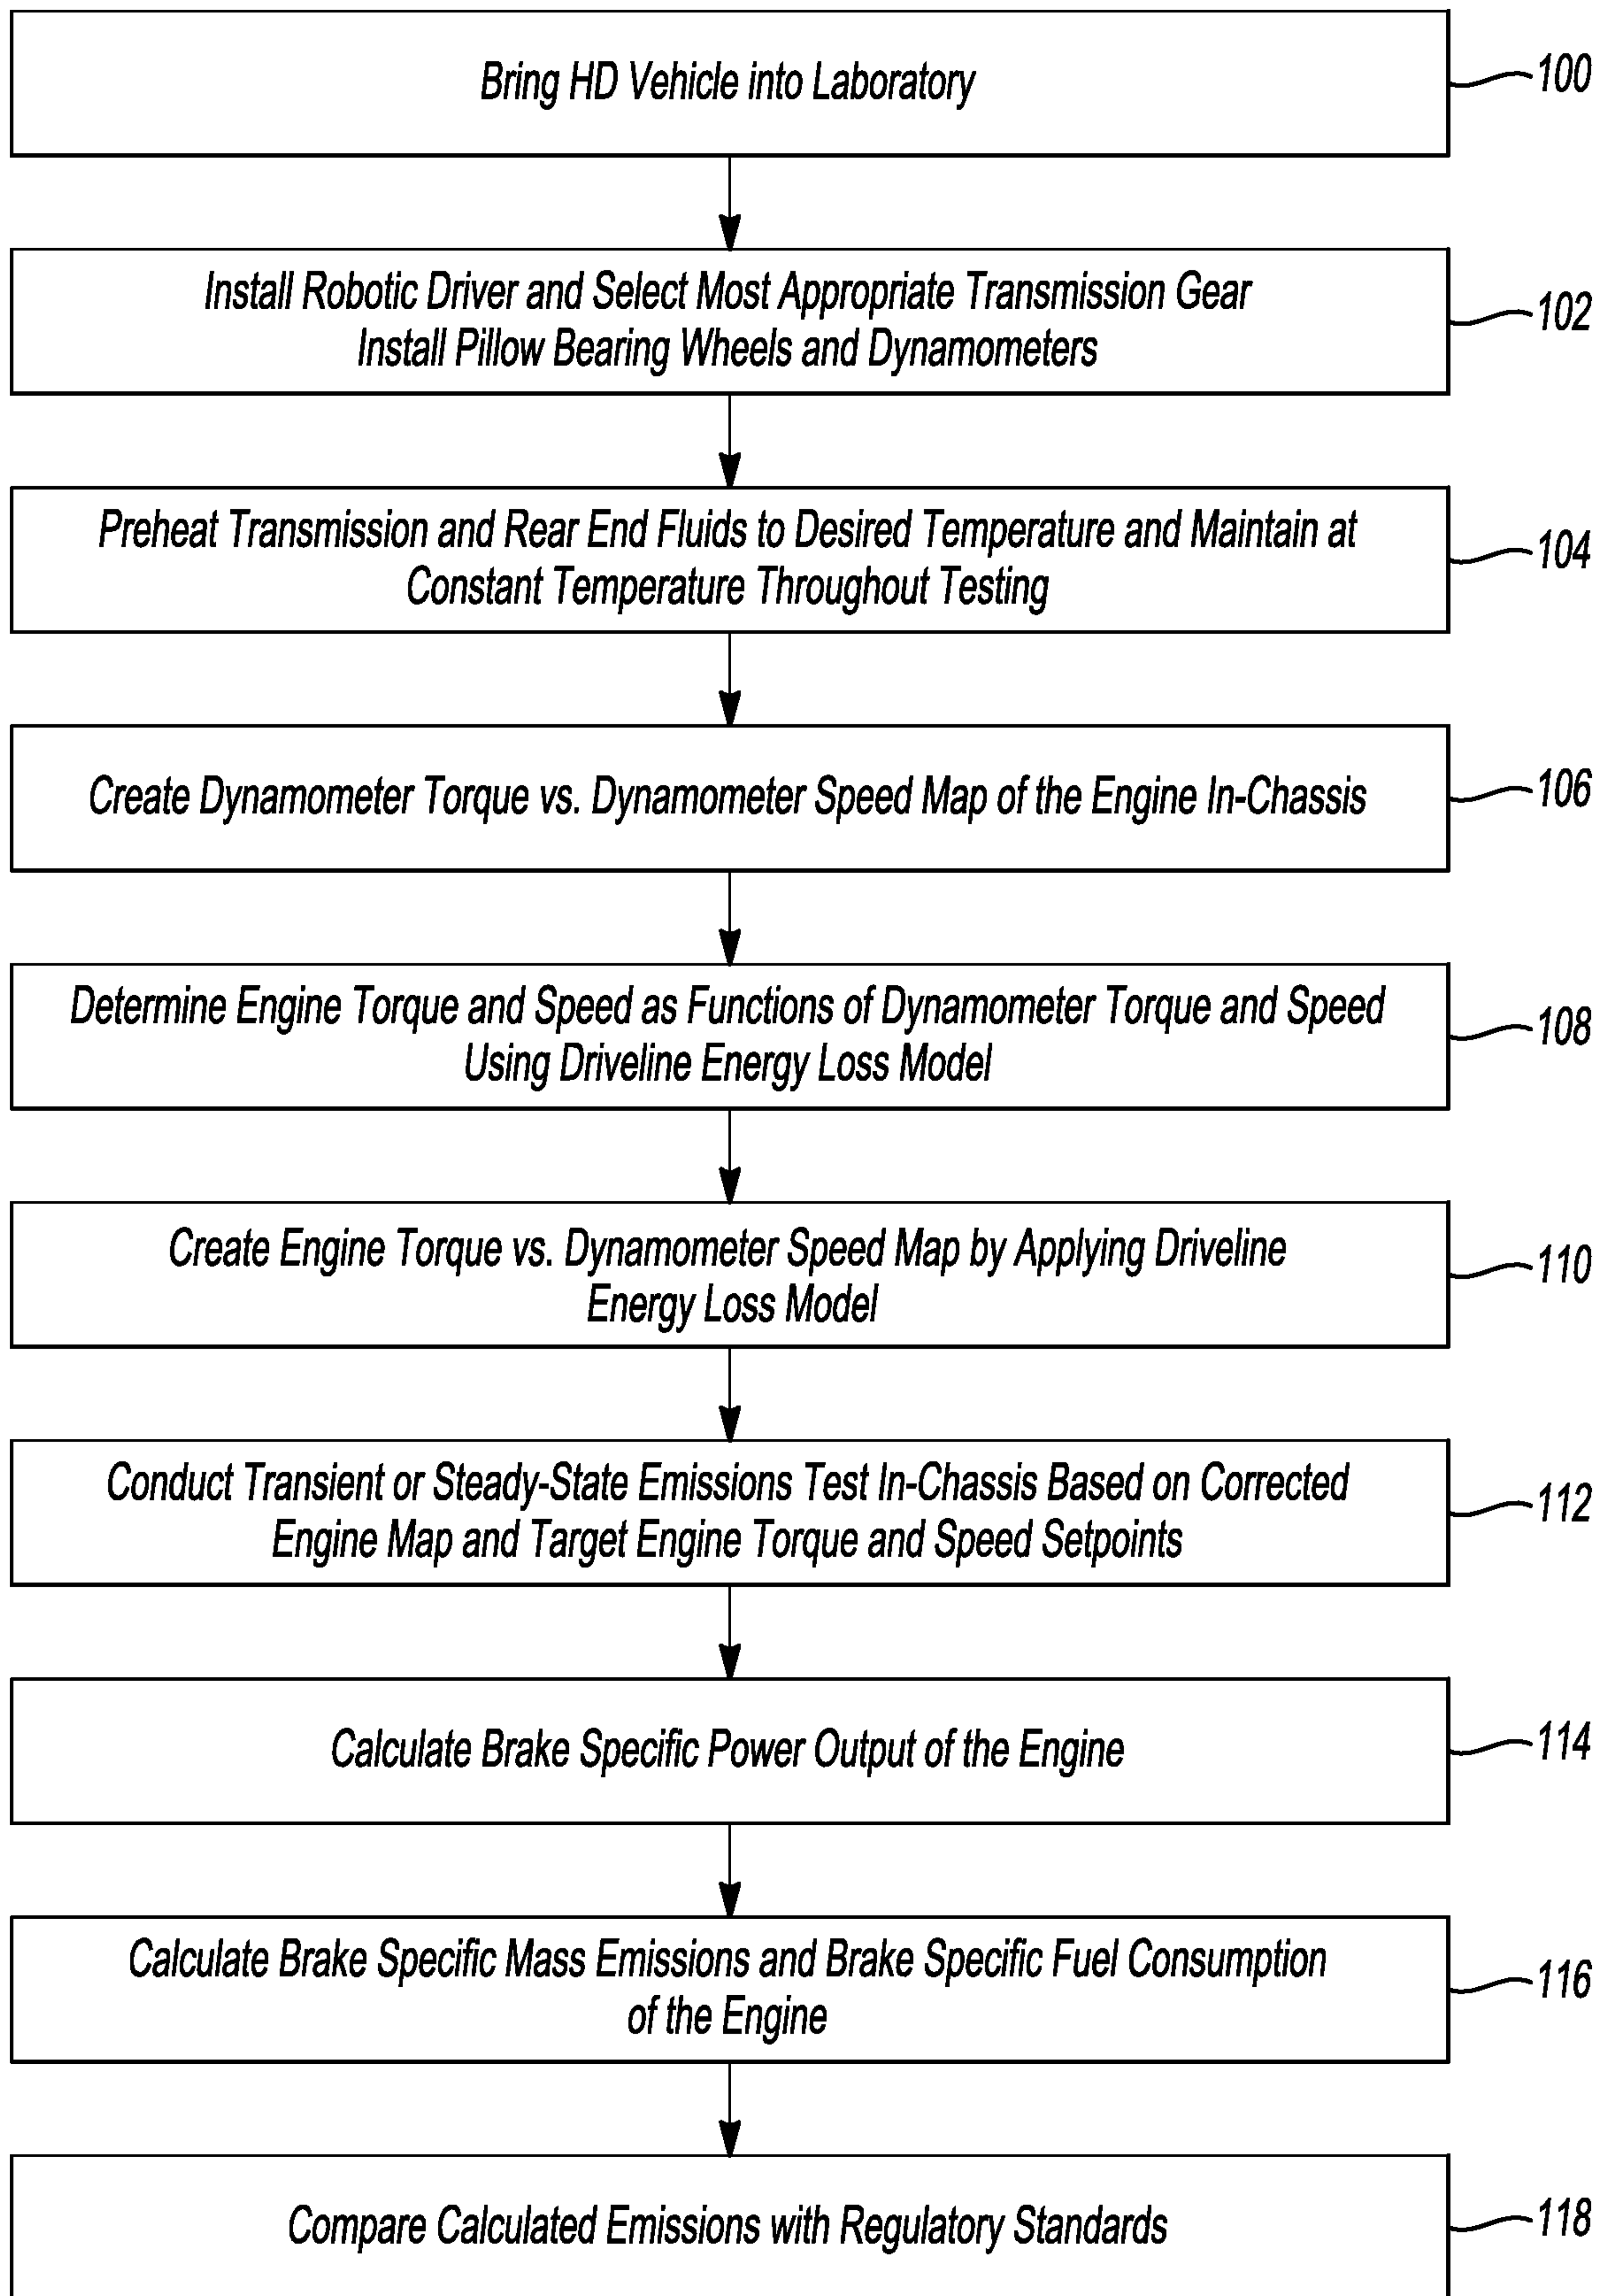 Bring HD Vehicle into Laboratory
100
Install Robotic Driver and Select Most Appropriate Transmission Gear
Install Pillow Bearing Wheels and Dynamometers
102
Preheat Transmission and Rear End Fluids to Desired Temperature and Maintain at
Constant Temperature Throughout Testing
104
Create Dynamometer Torque vs. Dynamometer Speed Map of the Engine In-Chassis
106
Determine Engine Torque and Speed as Functions of Dynamometer Torque and Speed
Using Driveline Energy Loss Model
108
Create Engine Torque vs. Dynamometer Speed Map by Applying Driveline
Energy Loss Model
110
Conduct Transient or Steady-State Emissions Test In-Chassis Based on Corrected
Engine Map and Target Engine Torque and Speed Setpoints
112
Calculate Brake Specific Power Output of the Engine
114
Calculate Brake Specific Mass Emissions and Brake Specific Fuel Consumption
of the Engine
116
Compare Calculated Emissions with Regulatory Standards
118